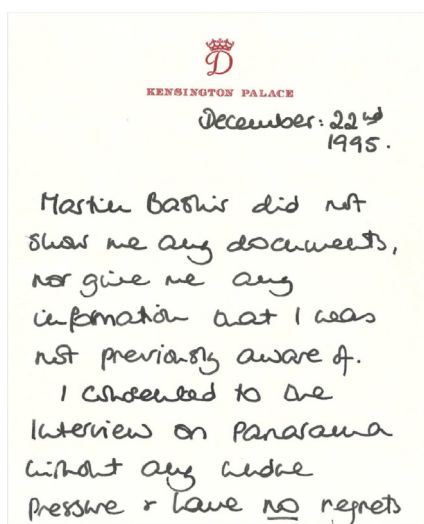 D
KENSINGTON PALACE
December: 22nd
1995.
Martin Bashir did not
show me any documents,
nor give me any
information that I was
not previously aware of.
I consented to the
interview on Panarama
without any undue
pressure & have no regrets